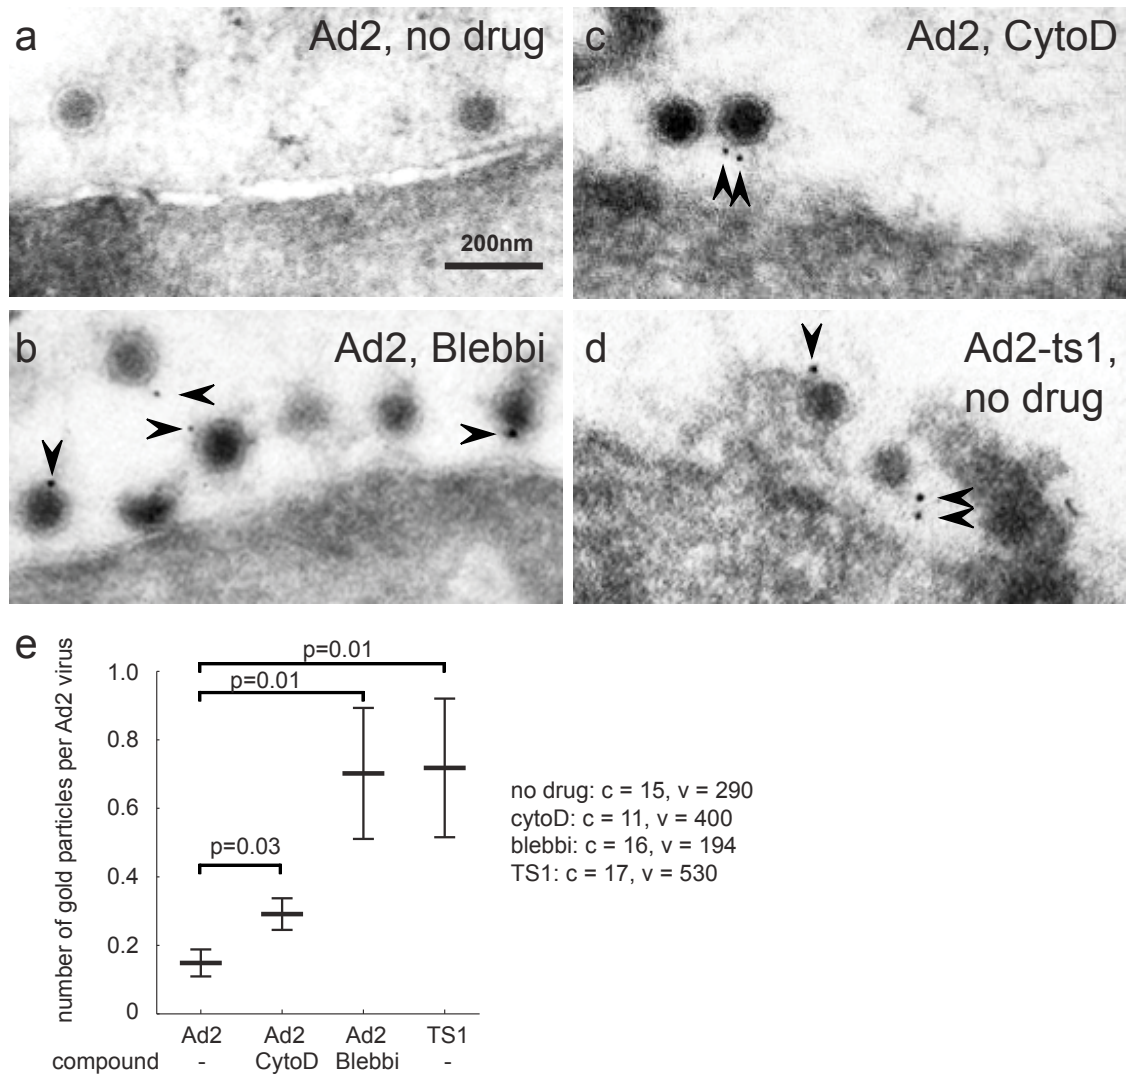 a
Ad2, no drug
200nm
c
Ad2, CytoD
b
Ad2, Blebbi
d
Ad2-ts1,
no drug
e
number of gold particles per Ad2 virus
1.0
0.8
0.6
0.4
0.2
0
p=0.01
p=0.01
p=0.03
Ad2 Ad2 Ad2 TS1
compound - CytoD Blebbi -
no drug: c = 15, v = 290
cytoD: c = 11, v = 400
blebbi: c = 16, v = 194
TS1: c = 17, v = 530